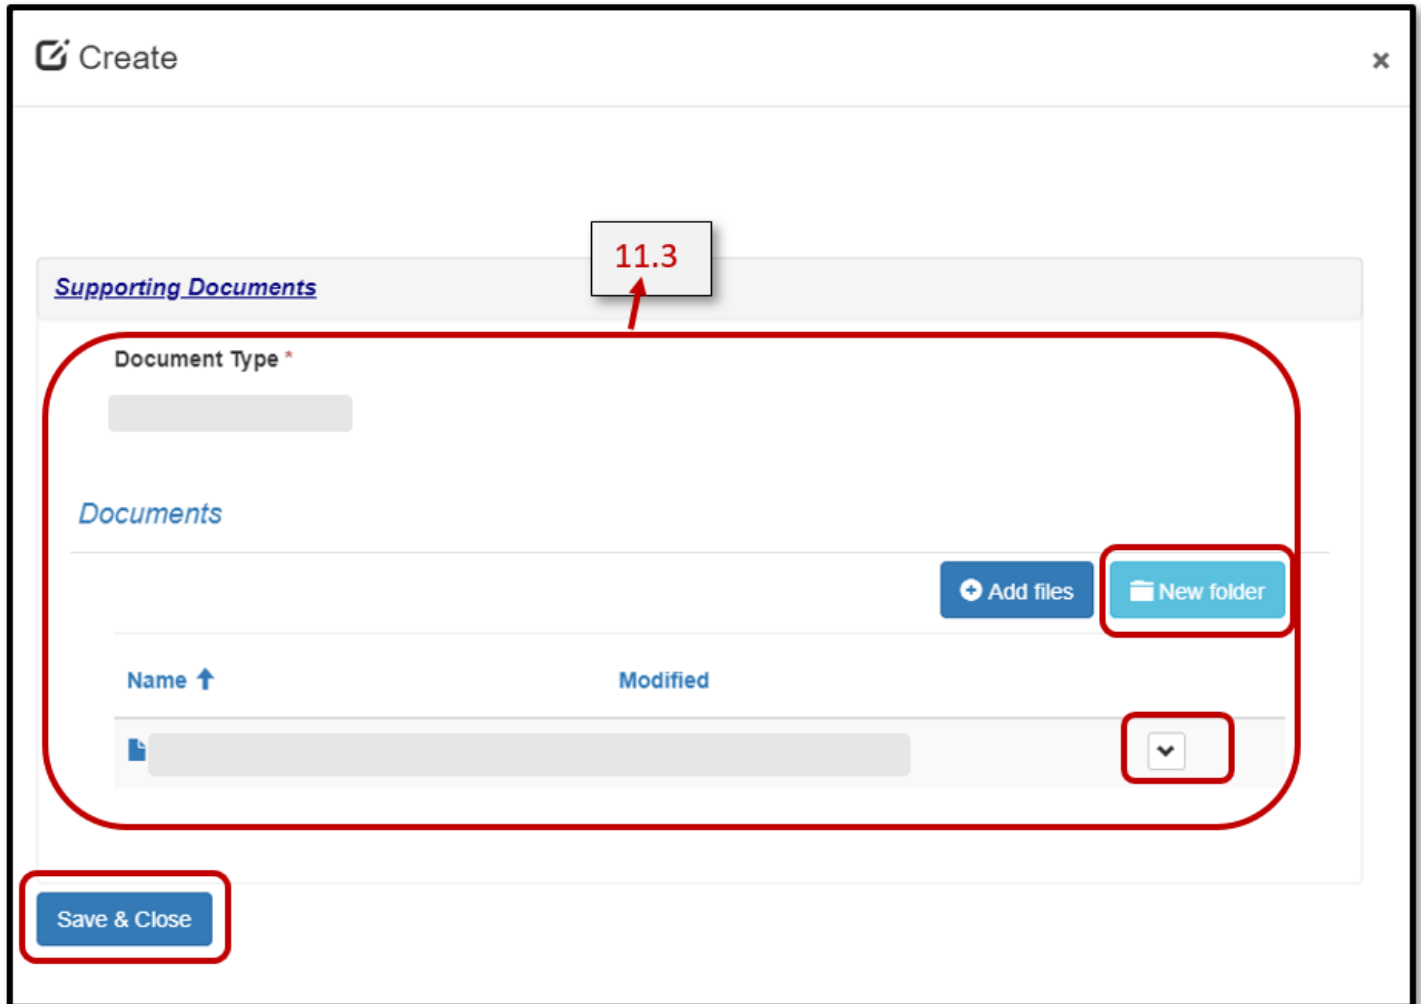 Create
11.3
Supporting Documents
Document Type *
Documents
Add files New folder
Name Modified
Save & Close